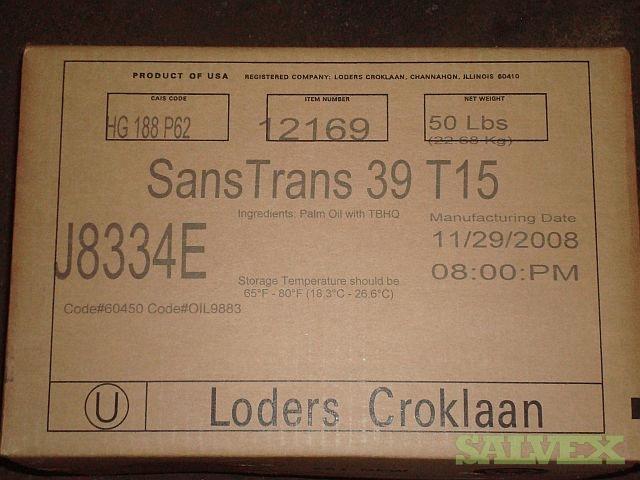 PRODUCT OF USA REGISTERED COMPANY: LODERS CROKLAAN, CHANNAHON, ILLINOIS 60410
CAIS CODE ITEM NUMBER NET WEIGHT
HG 188 P62 12169 50 Lbs
(22.68 Kg)
SansTrans 39 T15
Ingredients: Palm Oil with TBHQ
Manufacturing Date
J8334E
11/29/2008
08:00:PM
Storage Temperature should be
65°F - 80°F (18.3°C - 26.6°C)
Code#60450 Code#OIL9883
U Loders Croklaan
SALVEX